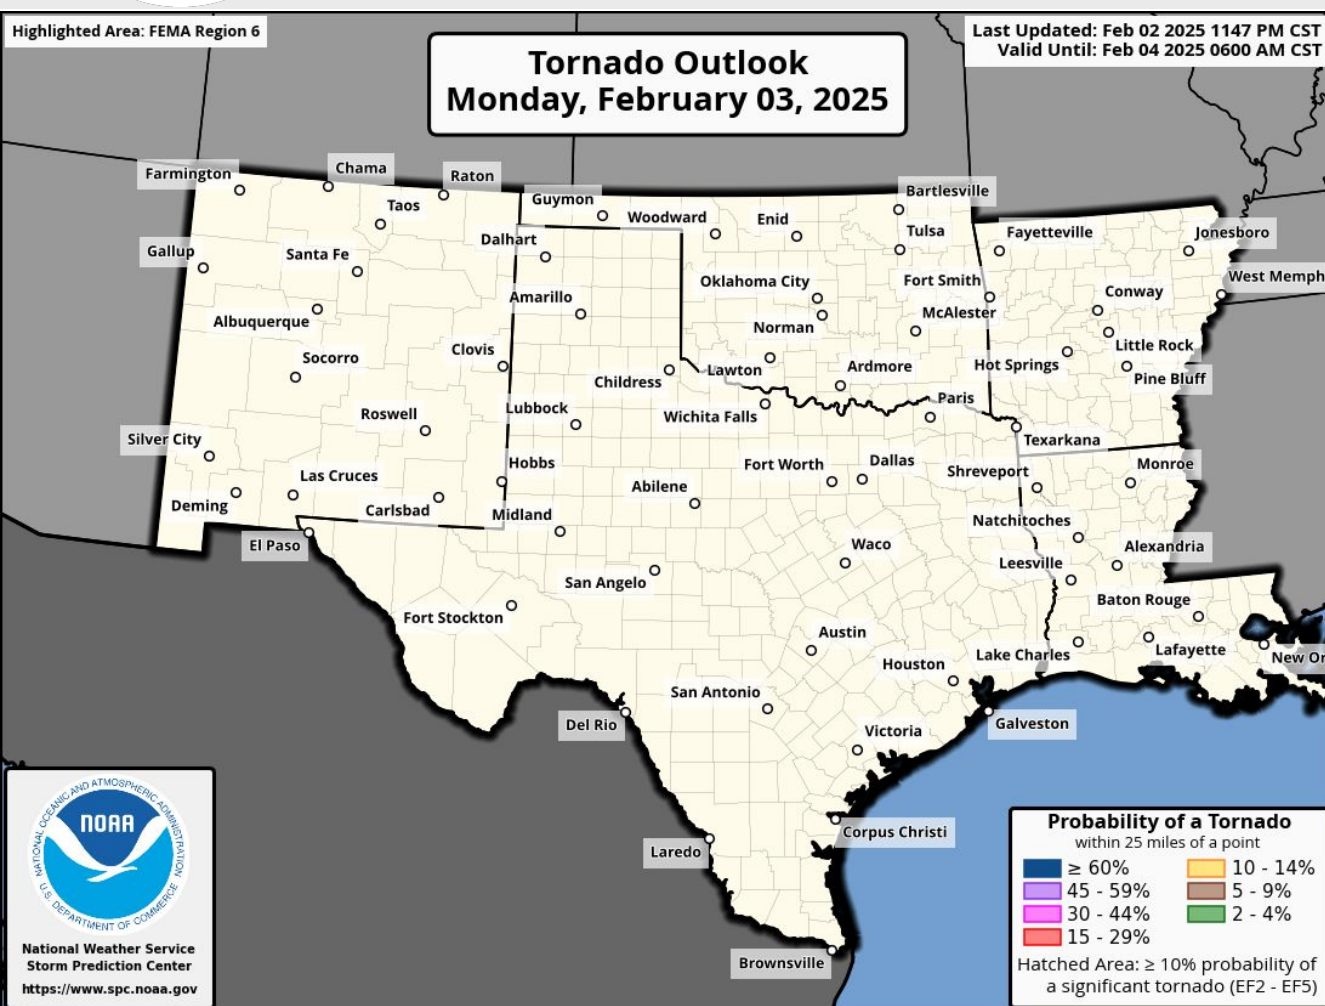 Highlighted Area: FEMA Region 6
Last Updated: Feb 02 2025 1147 PM CST
Valid Until: Feb 04 2025 0600 AM CST
Tornado Outlook
Monday, February 03, 2025
Farmington
Chama
Raton
Taos
Guymon
Woodward
Enid
Bartlesville
Tulsa
Fayetteville
Jonesboro
Gallup
Santa Fe
Dalhart
Oklahoma City
Fort Smith
Conway
West Memph
Albuquerque
Amarillo
Norman
McAlester
Little Rock
Socorro
Clovis
Childress
Lawton
Ardmore
Hot Springs
Pine Bluff
Roswell
Lubbock
Wichita Falls
Paris
Texarkana
Silver City
Las Cruces
Hobbs
Abilene
Fort Worth
Dallas
Shreveport
Monroe
Deming
Carlsbad
Midland
Natchitoches
El Paso
San Angelo
Waco
Leesville
Alexandria
Fort Stockton
Baton Rouge
Austin
Houston
Lake Charles
Lafayette
New Or
San Antonio
Del Rio
Victoria
Galveston
Corpus Christi
Laredo
Brownsville
NATIONAL OCEANIC AND ATMOSPHERIC ADMINISTRATION
NOAA
U.S. DEPARTMENT OF COMMERCE
National Weather Service
Storm Prediction Center
https://www.spc.noaa.gov
Probability of a Tornado
within 25 miles of a point
≥ 60%
10 - 14%
45 - 59%
5 - 9%
30 - 44%
2 - 4%
15 - 29%
Hatched Area: ≥ 10% probability of
a significant tornado (EF2 - EF5)